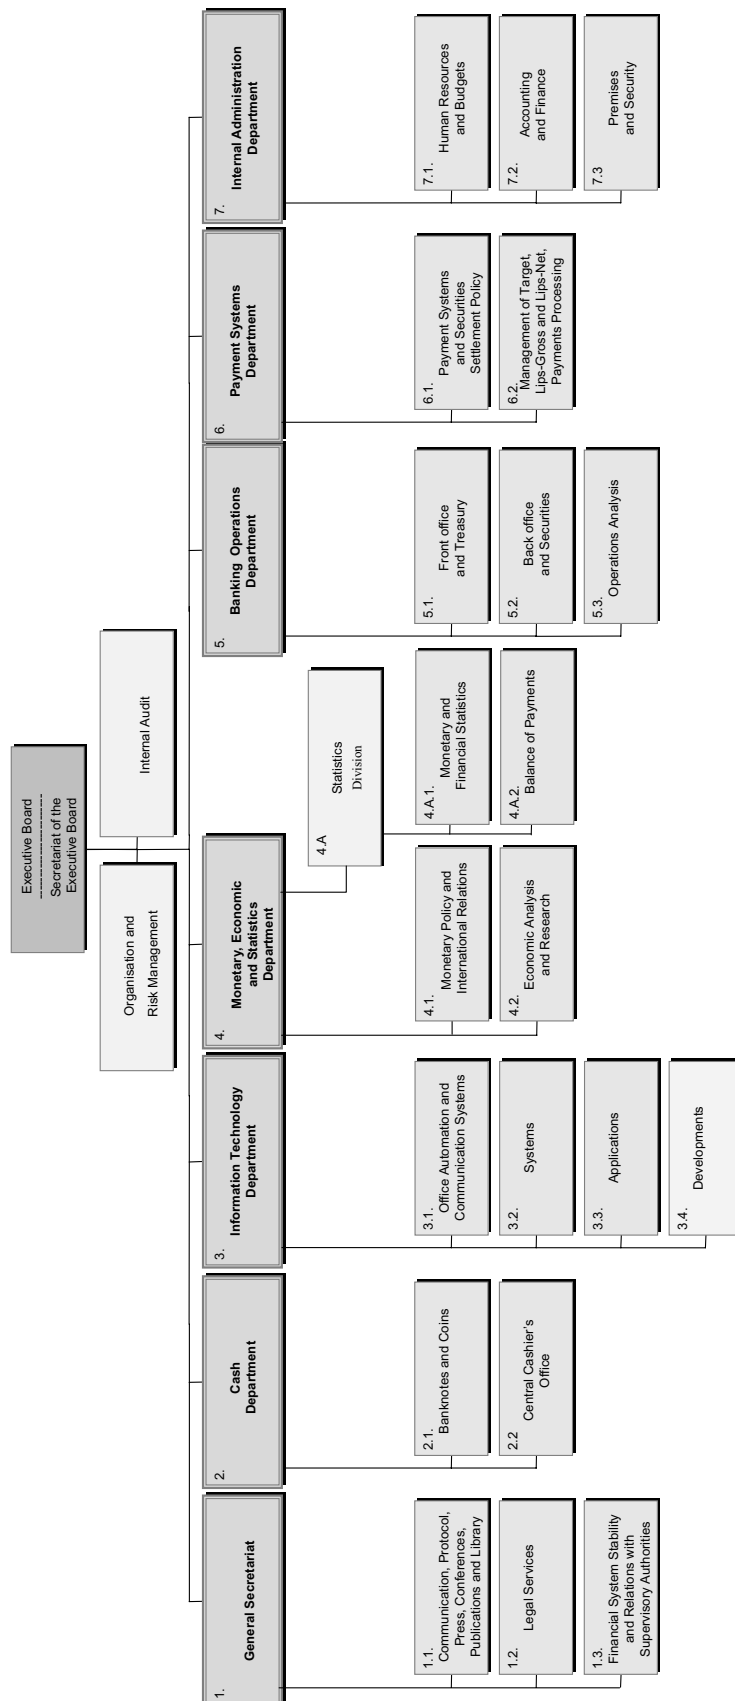 Executive Board
----------------
Secretariat of the
Executive Board
Organisation and
Risk Management
Internal Audit
1.
General Secretariat
1.1.
Communication, Protocol,
Press, Conferences,
Publications and Library
1.2.
Legal Services
1.3.
Financial System Stability
and Relations with
Supervisory Authorities
2.
Cash
Department
2.1.
Banknotes and Coins
2.2
Central Cashier's
Office
3.
Information Technology
Department
3.1.
Office Automation and
Communication Systems
3.2.
Systems
3.3.
Applications
3.4.
Developments
4.
Monetary, Economic
and Statistics
Department
4.1.
Monetary Policy and
International Relations
4.2.
Economic Analysis
and Research
4.A
Statistics
Division
4.A.1.
Monetary and
Financial Statistics
4.A.2.
Balance of Payments
5.
Banking Operations
Department
5.1.
Front office
and Treasury
5.2.
Back office
and Securities
5.3.
Operations Analysis
6.
Payment Systems
Department
6.1.
Payment Systems
and Securities
Settlement Policy
6.2.
Management of Target,
Lips-Gross and Lips-Net,
Payments Processing
7.
Internal Administration
Department
7.1.
Human Resources
and Budgets
7.2.
Accounting
and Finance
7.3
Premises
and Security